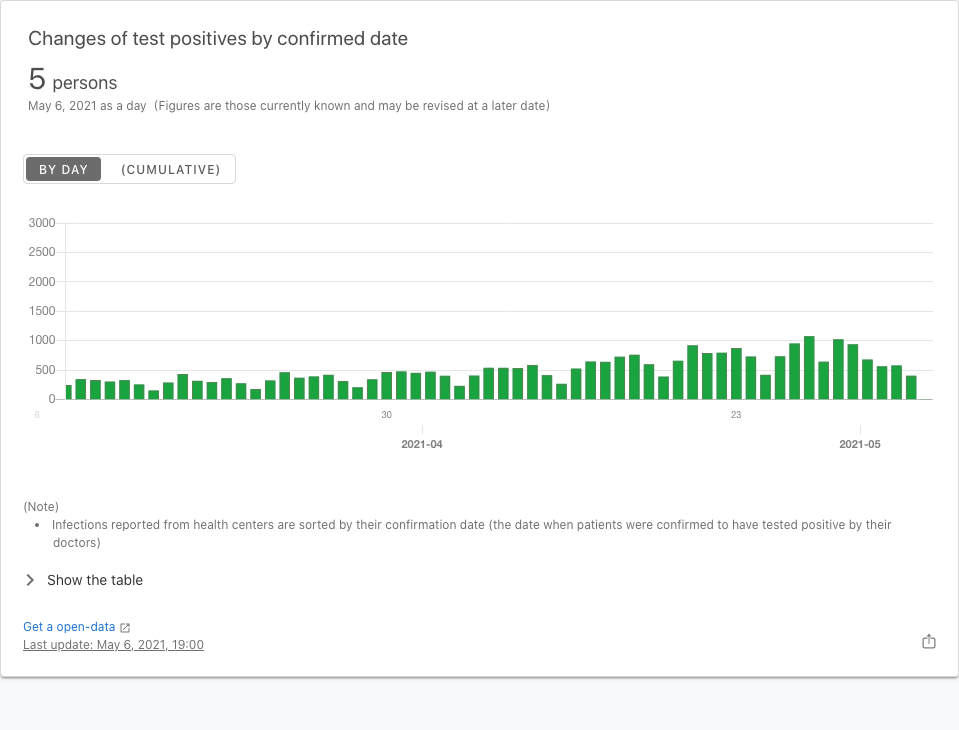 Changes of test positives by confirmed date
5 persons
May 6, 2021 as a day (Figures are those currently known and may be revised at a later date)
BY DAY (CUMULATIVE)
3000
2500
2000
1500
1000
500
0
30 23
2021-04 2021-05
(Note)
• Infections reported from health centers are sorted by their confirmation date (the date when patients were confirmed to have tested positive by their
doctors)
Show the table
Get a open-data
Last update: May 6, 2021, 19:00